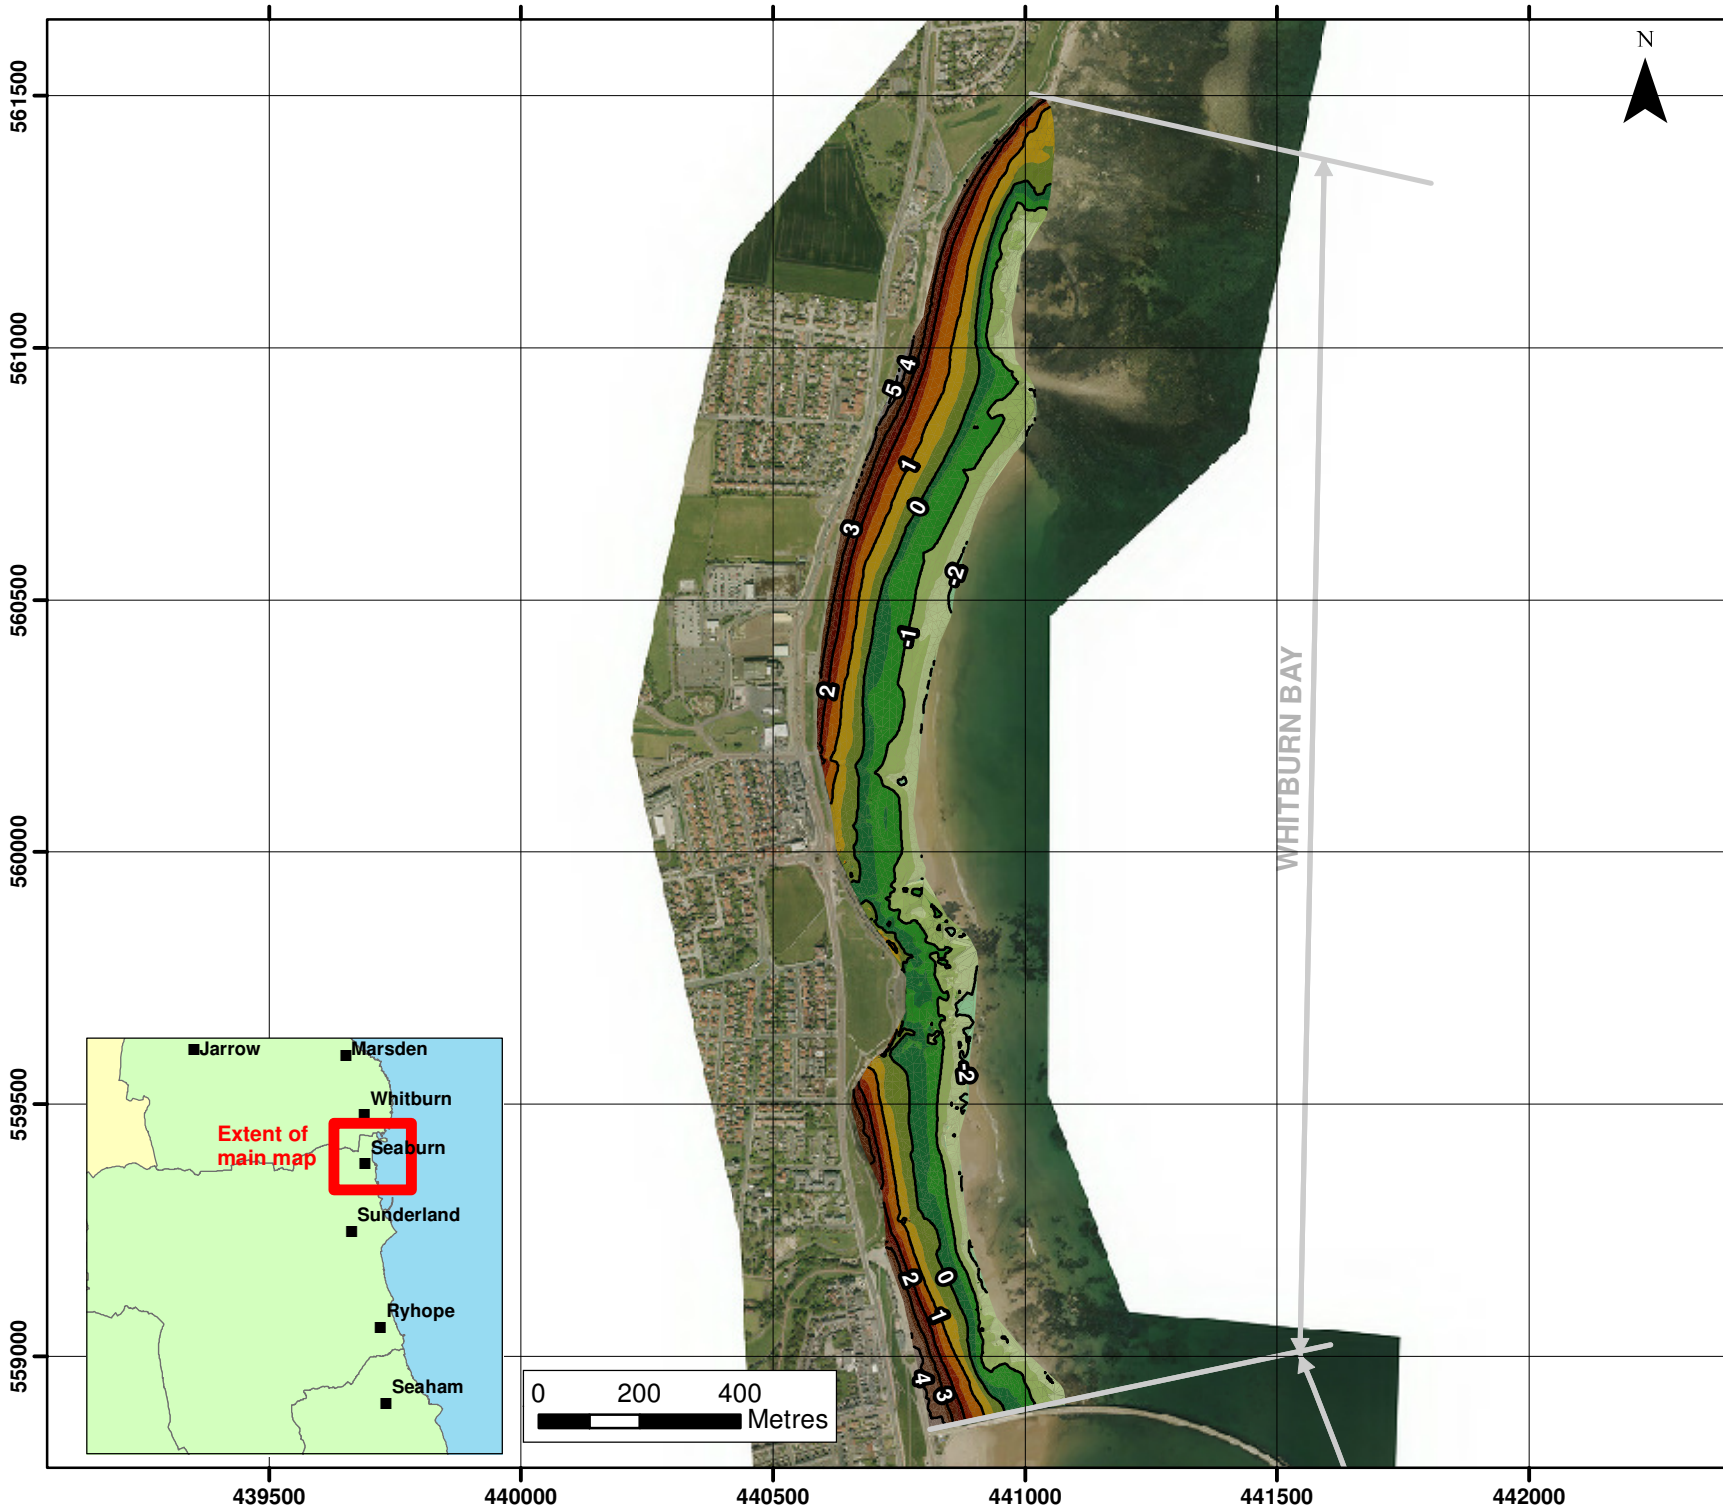 N
561500
561000
560500
560000
559500
559000
4
5
1
0
3
-2
-1
2
WHITBURN BAY
-2
2
0
1
4
3
Jarrow
Marsden
Whitburn
Extent of
main map
Seaburn
Sunderland
Ryhope
Seaham
0 200 400
Metres
439500 440000 440500 441000 441500 442000